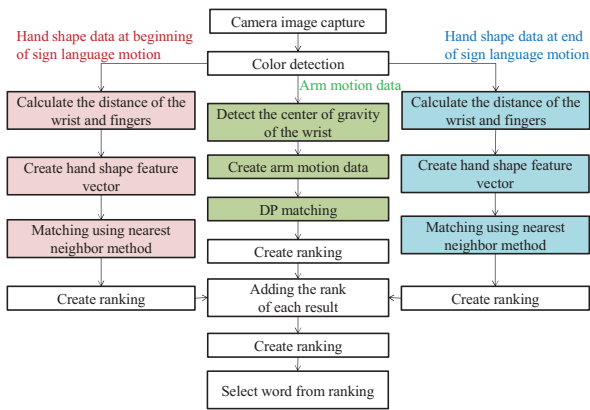 Camera image capture
Hand shape data at beginning
of sign language motion
Color detection
Hand shape data at end
of sign language motion
Arm motion data
Calculate the distance of the
wrist and fingers
Create hand shape feature
vector
Matching using nearest
neighbor method
Create ranking
Detect the center of gravity
of the wrist
Create arm motion data
DP matching
Create ranking
Calculate the distance of the
wrist and fingers
Create hand shape feature
vector
Matching using nearest
neighbor method
Create ranking
Adding the rank
of each result
Create ranking
Select word from ranking